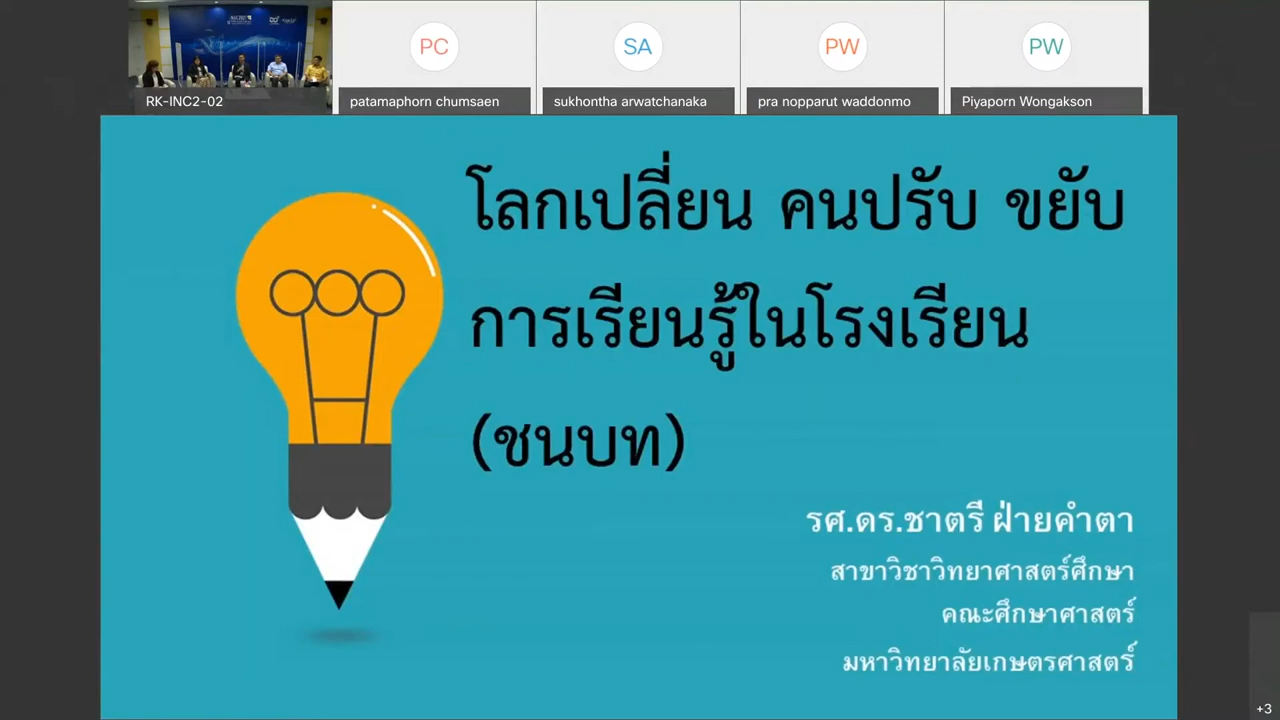 RK-INC2-02
PC
patamaphorn chumsaen
SA
sukhontha arwatchanaka
PW
pra nopparut waddonmo
PW
Piyaporn Wongakson
โลกเปลี่ยน คนปรับ ขยับ
การเรียนรู้ในโรงเรียน
(ชนบท)
รศ.ดร.ชาตรี ฝ่ายคำตา
สาขาวิชาวิทยาศาสตร์ศึกษา
คณะศึกษาศาสตร์
มหาวิทยาลัยเกษตรศาสตร์
+3